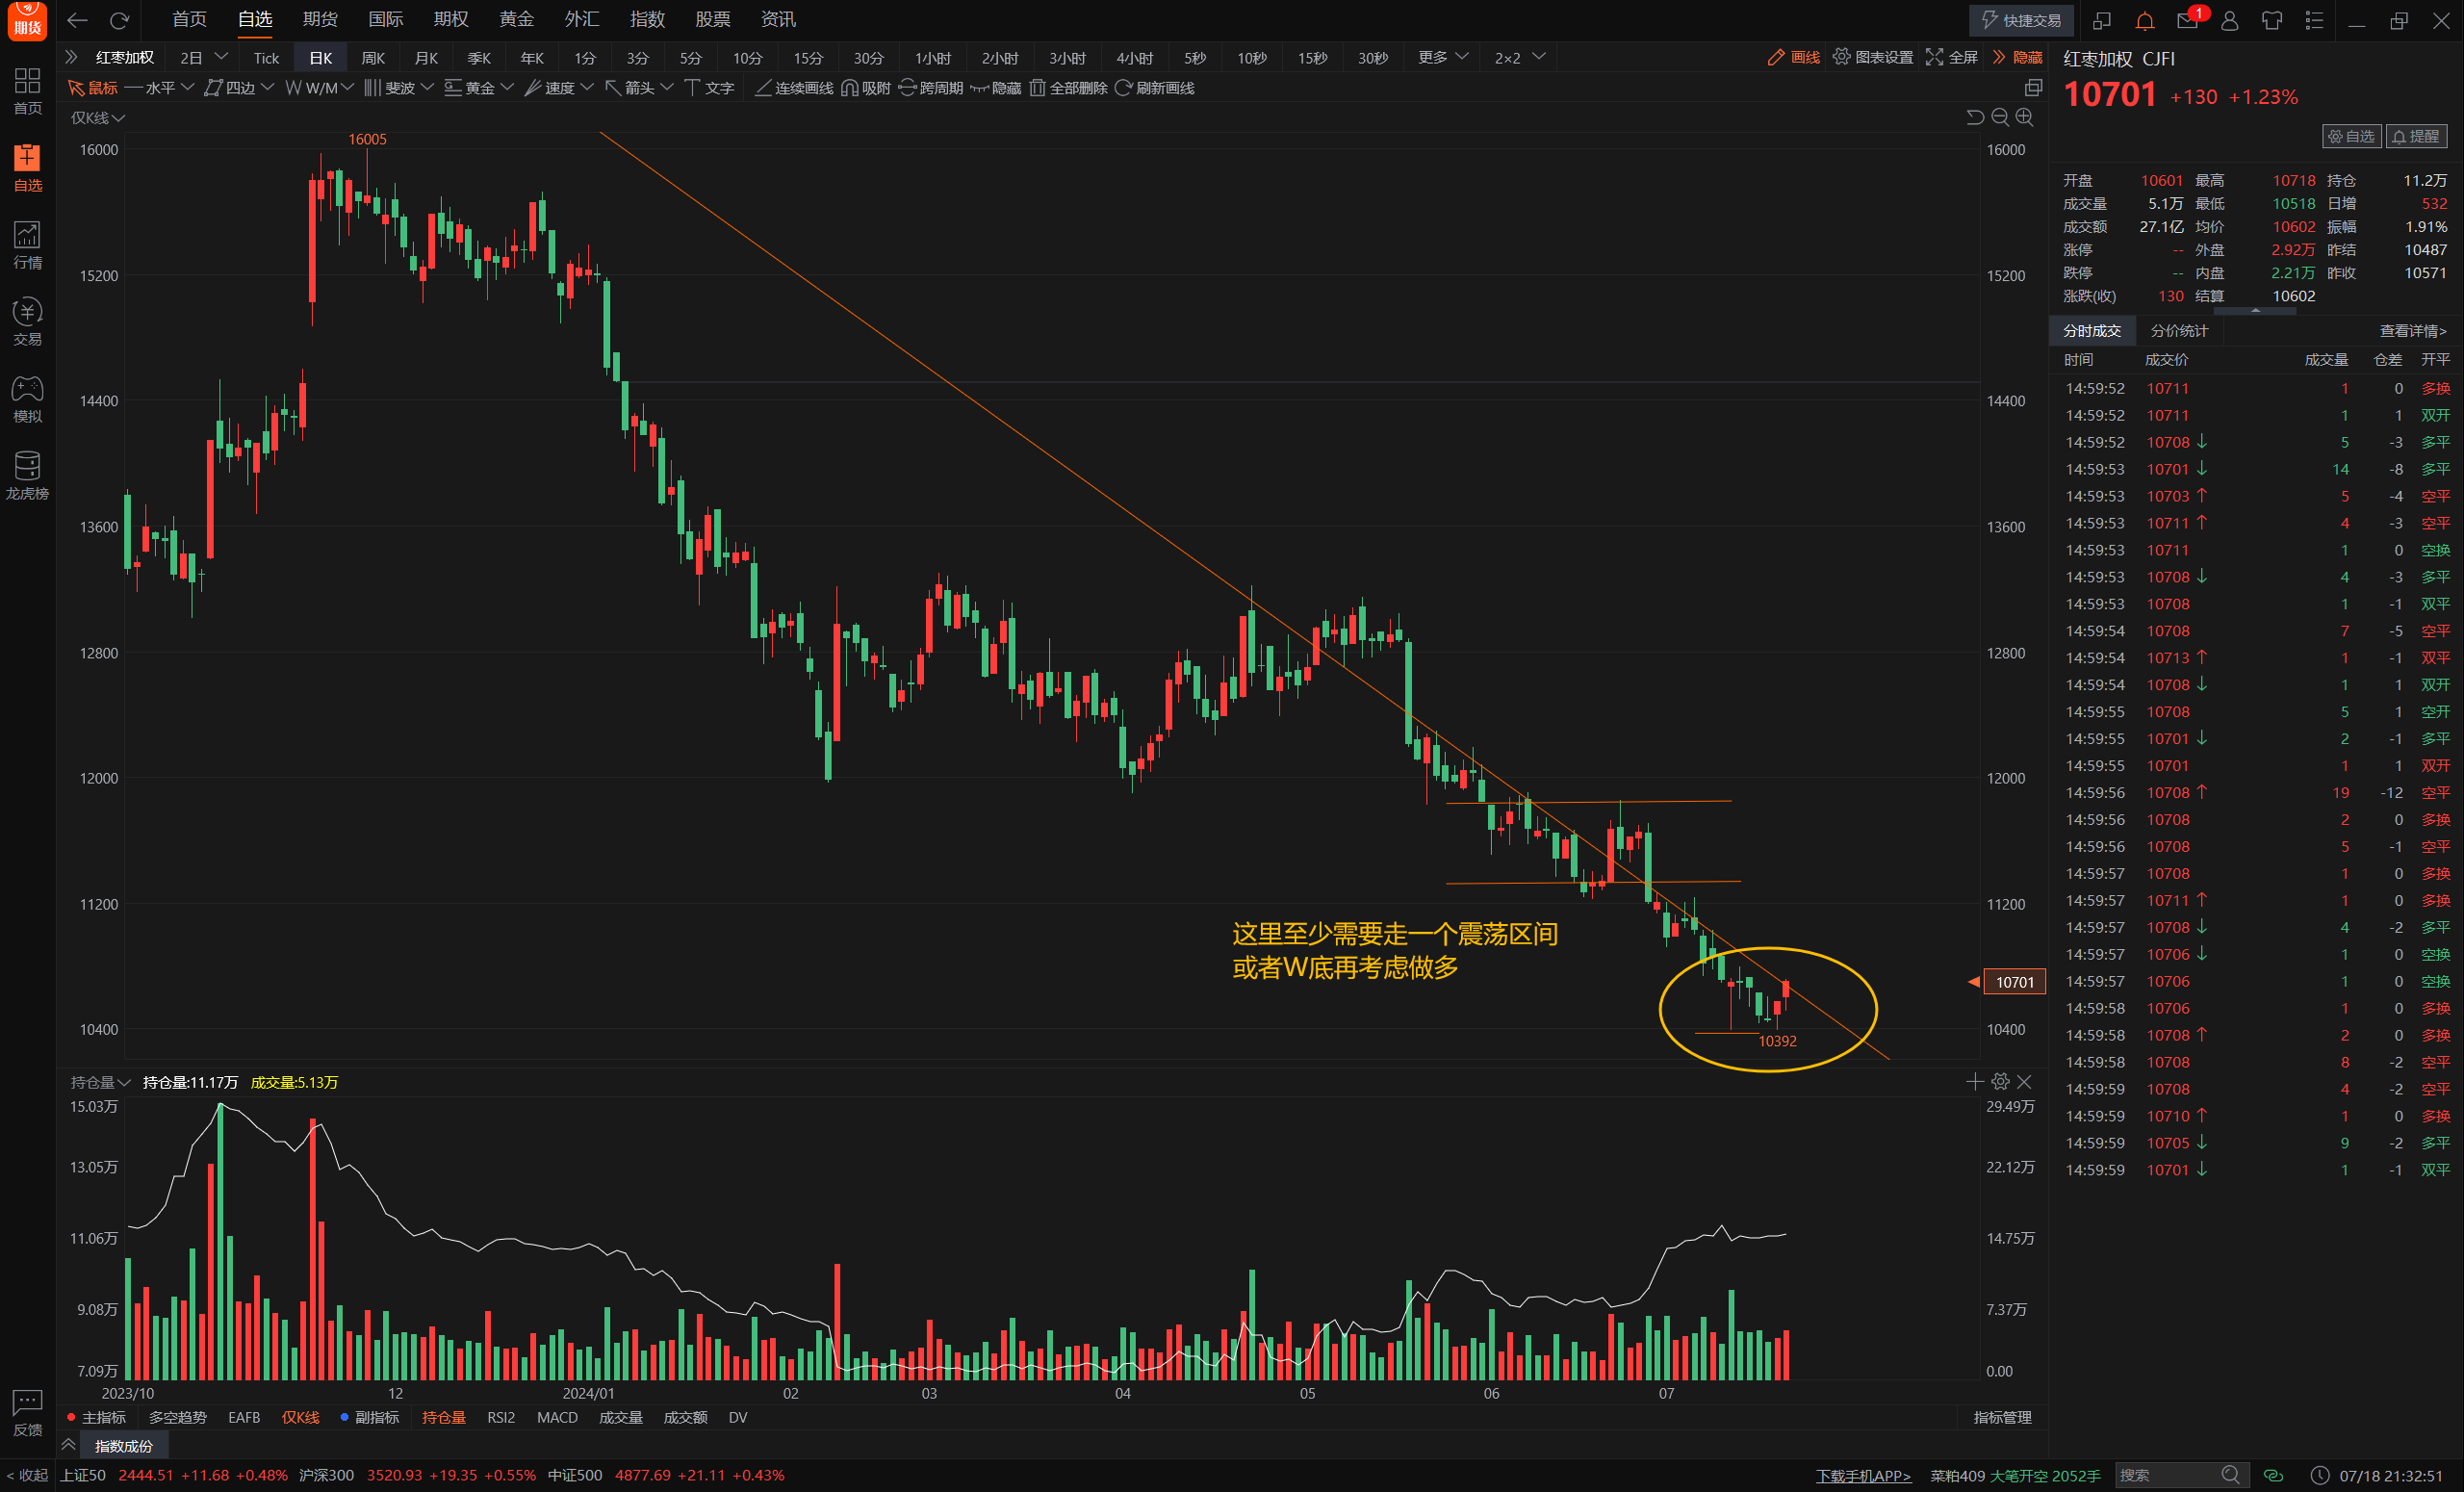 期货
首页 自选 期货 国际 期权 黄金 外汇 指数 股票 资讯
快捷交易 1
红枣加权 2日 Tick 日K 周K 月K 季K 年K 1分 3分 5分 10分 15分 30分 1小时 2小时 3小时 4小时 5秒 10秒 15秒 30秒 更多 2×2
画线 图表设置 全屏 隐藏
鼠标 水平 四边 W/M 斐波 黄金 速度 箭头 文字 连续画线 吸附 跨周期 隐藏 全部删除 刷新画线
首页
自选
行情
交易
模拟
龙虎榜
反馈
仅K线
16005
16000 16000
15200 15200
14400 14400
13600 13600
12800 12800
12000 12000
11200 11200
10400 10400
这里至少需要走一个震荡区间
或者W底再考虑做多
10701
10392
持仓量 持仓量:11.17万 成交量:5.13万
15.03万 29.49万
13.05万 22.12万
11.06万 14.75万
9.08万 7.37万
7.09万 0.00
2023/10 12 2024/01 02 03 04 05 06 07
主指标 多空趋势 EAFB 仅K线 副指标 持仓量 RSI2 MACD 成交量 成交额 DV 指标管理
指数成份
红枣加权 CJFI
10701 +130 +1.23%
自选 提醒
开盘 10601 最高 10718 持仓 11.2万
成交量 5.1万 最低 10518 日增 532
成交额 27.1亿 均价 10602 振幅 1.91%
涨停 -- 外盘 2.92万 昨结 10487
跌停 -- 内盘 2.21万 昨收 10571
涨跌(收) 130 结算 10602
分时成交 分价统计 查看详情>
时间 成交价 成交量 仓差 开平
14:59:52 10711 1 0 多换
14:59:52 10711 1 1 双开
14:59:52 10708↓ 5 -3 多平
14:59:53 10701↓ 14 -8 多平
14:59:53 10703↑ 5 -4 空平
14:59:53 10711↑ 4 -3 空平
14:59:53 10711 1 0 空换
14:59:53 10708↓ 4 -3 多平
14:59:53 10708 1 -1 双平
14:59:54 10708 7 -5 空平
14:59:54 10713↑ 1 -1 双平
14:59:54 10708↓ 1 1 双开
14:59:55 10708 5 1 空开
14:59:55 10701↓ 2 -1 多平
14:59:55 10701 1 1 双开
14:59:56 10708↑ 19 -12 空平
14:59:56 10708 2 0 多换
14:59:56 10708 5 -1 空平
14:59:57 10708 1 0 多换
14:59:57 10711↑ 1 0 多换
14:59:57 10708↓ 4 -2 多平
14:59:57 10706↓ 1 0 空换
14:59:57 10706 1 0 空换
14:59:58 10706 1 0 多换
14:59:58 10708↑ 2 0 多换
14:59:58 10708 8 -2 空平
14:59:59 10708 4 -2 空平
14:59:59 10710↑ 1 0 多换
14:59:59 10705↓ 9 -2 多平
14:59:59 10701↓ 1 -1 双平
< 收起 上证50 2444.51 +11.68 +0.48% 沪深300 3520.93 +19.35 +0.55% 中证500 4877.69 +21.11 +0.43% 下载手机APP> 菜粕409 大笔开空 2052手 搜索 07/18 21:32:51